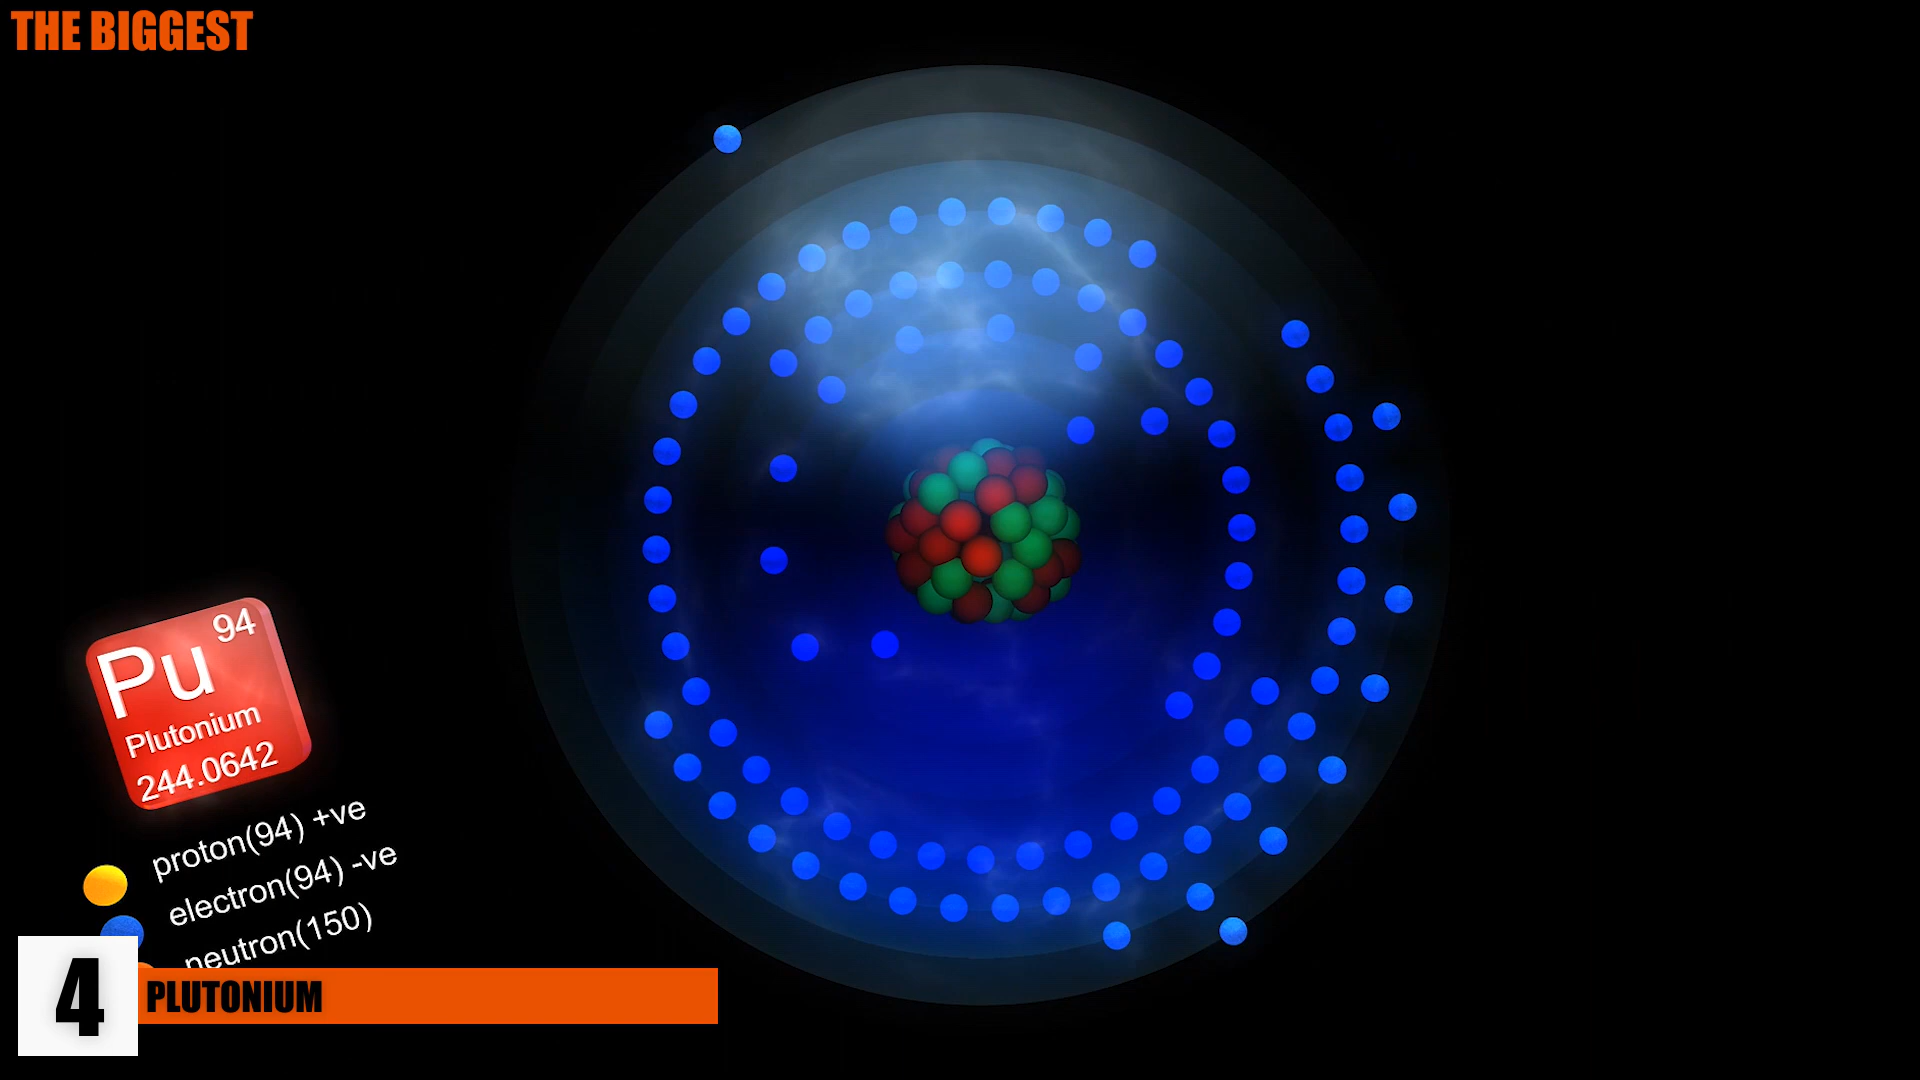 THE BIGGEST
94
Pu
Plutonium
244.0642
proton(94) +ve
electron(94) -ve
neutron(150)
4
PLUTONIUM